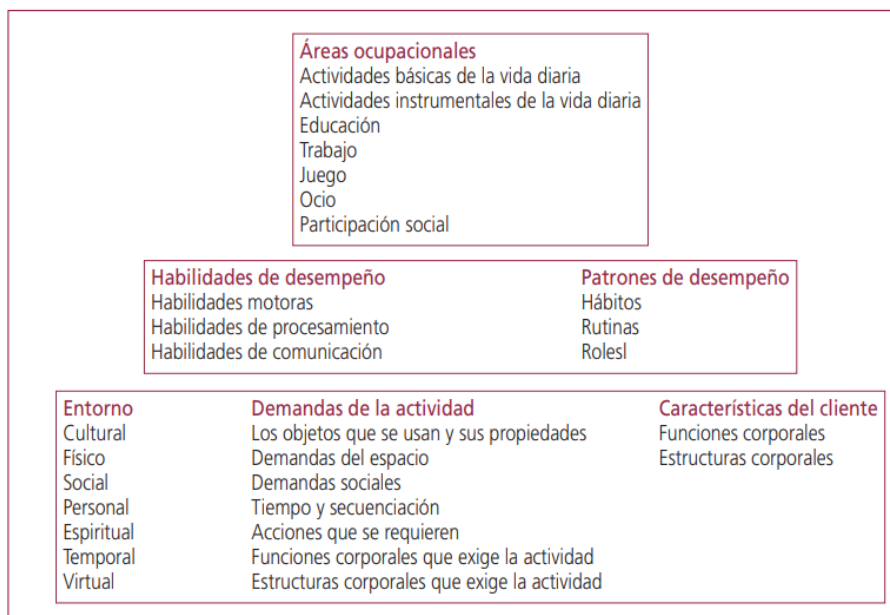 Áreas ocupacionales
Actividades básicas de la vida diaria
Actividades instrumentales de la vida diaria
Educación
Trabajo
Juego
Ocio
Participación social
Habilidades de desempeño
Habilidades motoras
Habilidades de procesamiento
Habilidades de comunicación
Patrones de desempeño
Hábitos
Rutinas
Rolesl
Entorno
Cultural
Físico
Social
Personal
Espiritual
Temporal
Virtual
Demandas de la actividad
Los objetos que se usan y sus propiedades
Demandas del espacio
Demandas sociales
Tiempo y secuenciación
Acciones que se requieren
Funciones corporales que exige la actividad
Estructuras corporales que exige la actividad
Características del cliente
Funciones corporales
Estructuras corporales